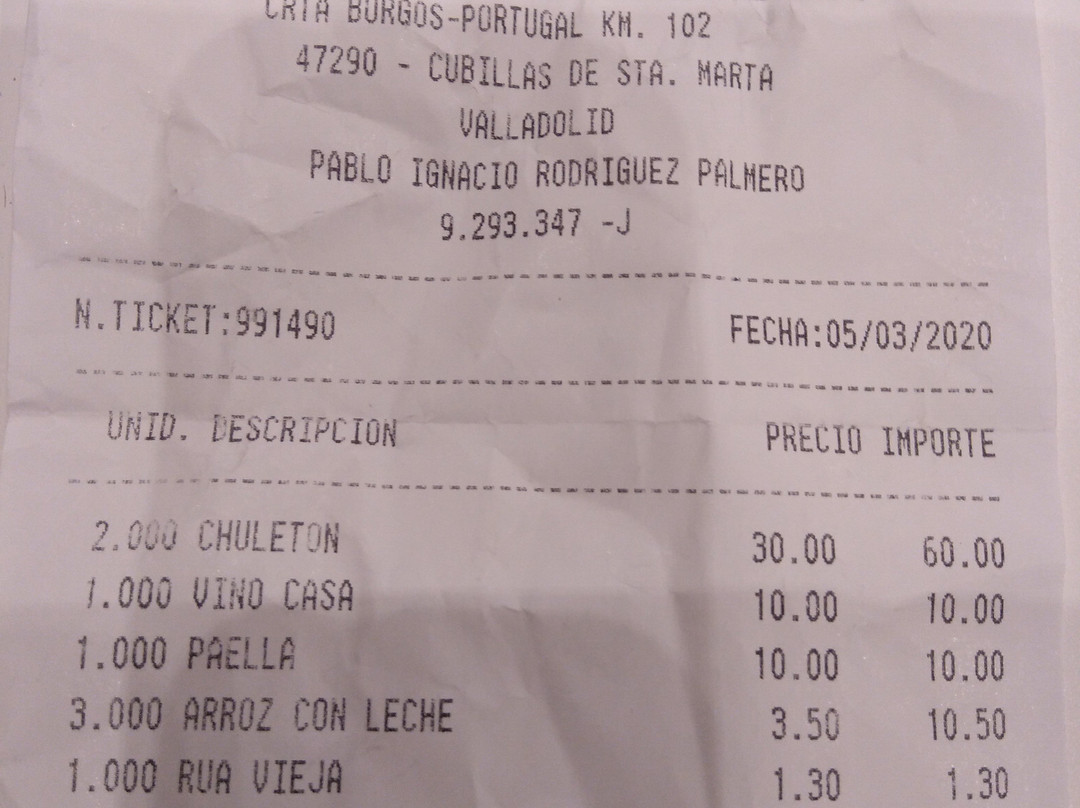 CRTA BURGOS-PORTUGAL KM. 102
47290 - CUBILLAS DE STA. MARTA
VALLADOLID
PABLO IGNACIO RODRIGUEZ PALMERO
9.293.347 -J
N.TICKET:991490 FECHA:05/03/2020
UNID. DESCRIPCION PRECIO IMPORTE
2.000 CHULETON 30.00 60.00
1.000 VINO CASA 10.00 10.00
1.000 PAELLA 10.00 10.00
3.000 ARROZ CON LECHE 3.50 10.50
1.000 RUA VIEJA 1.30 1.30